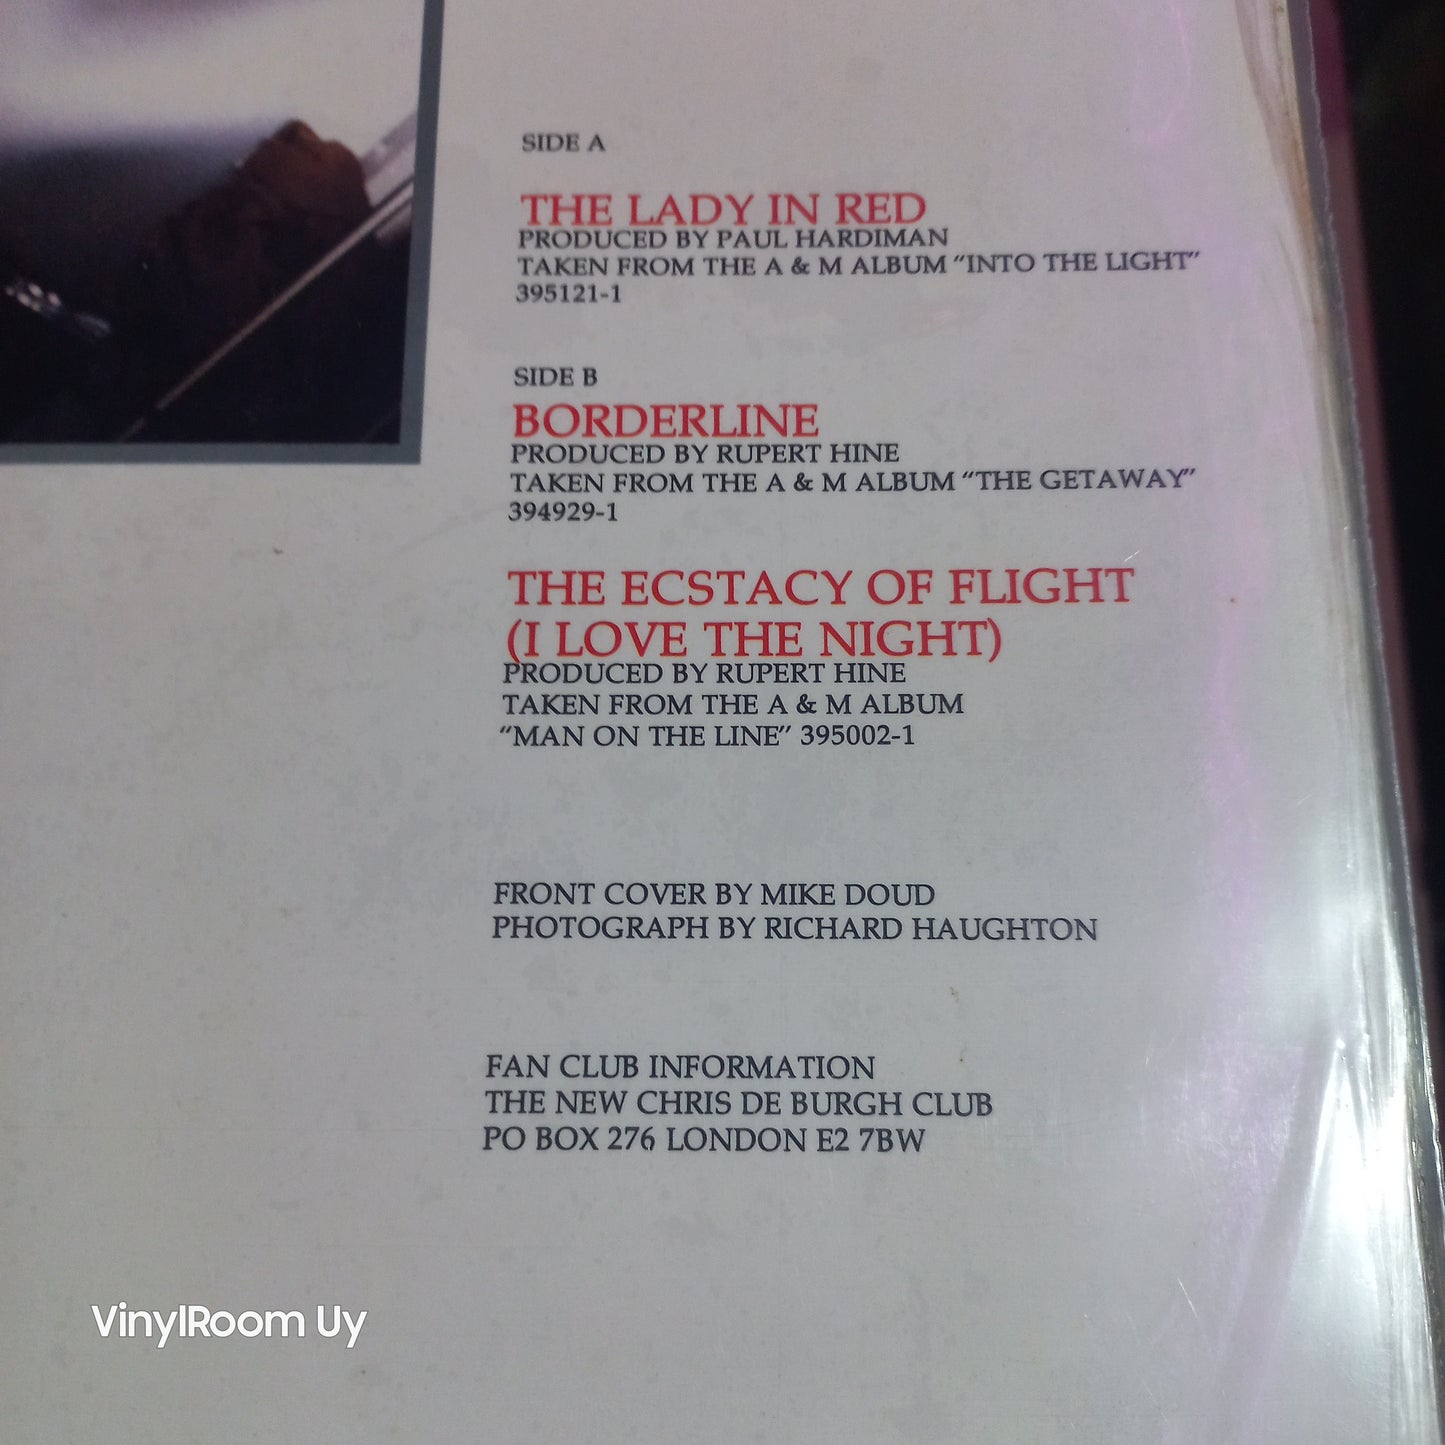 SIDE A
THE LADY IN RED
PRODUCED BY PAUL HARDIMAN
TAKEN FROM THE A & M ALBUM “INTO THE LIGHT”
395121-1
SIDE B
BORDERLINE
PRODUCED BY RUPERT HINE
TAKEN FROM THE A & M ALBUM “THE GETAWAY”
394929-1
THE ECSTACY OF FLIGHT
(I LOVE THE NIGHT)
PRODUCED BY RUPERT HINE
TAKEN FROM THE A & M ALBUM
“MAN ON THE LINE” 395002-1
FRONT COVER BY MIKE DOUD
PHOTOGRAPH BY RICHARD HAUGHTON
FAN CLUB INFORMATION
THE NEW CHRIS DE BURGH CLUB
PO BOX 276 LONDON E2 7BW
VinylRoom Uy